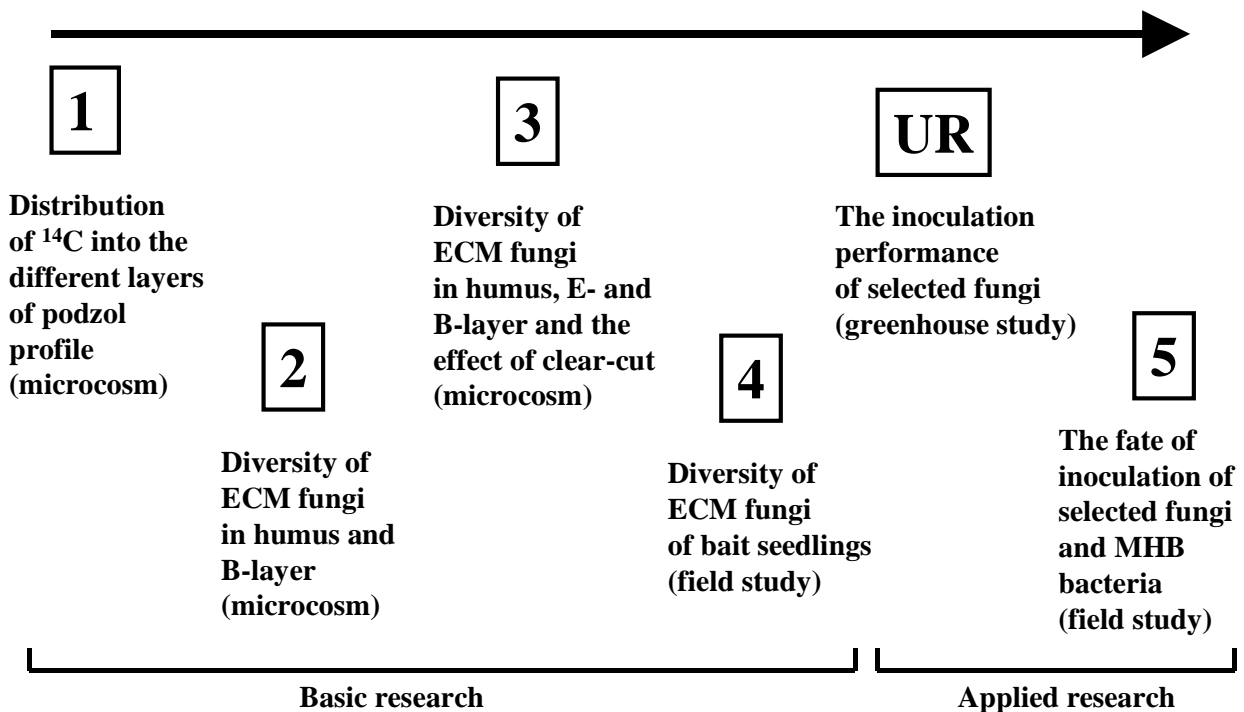 1
Distribution
of ¹⁴C into the
different layers
of podzol
profile
(microcosm)
2
Diversity of
ECM fungi
in humus and
B-layer
(microcosm)
3
Diversity of
ECM fungi
in humus, E- and
B-layer and the
effect of clear-cut
(microcosm)
4
Diversity of
ECM fungi
of bait seedlings
(field study)
UR
The inoculation
performance
of selected fungi
(greenhouse study)
5
The fate of
inoculation of
selected fungi
and MHB
bacteria
(field study)
Basic research
Applied research